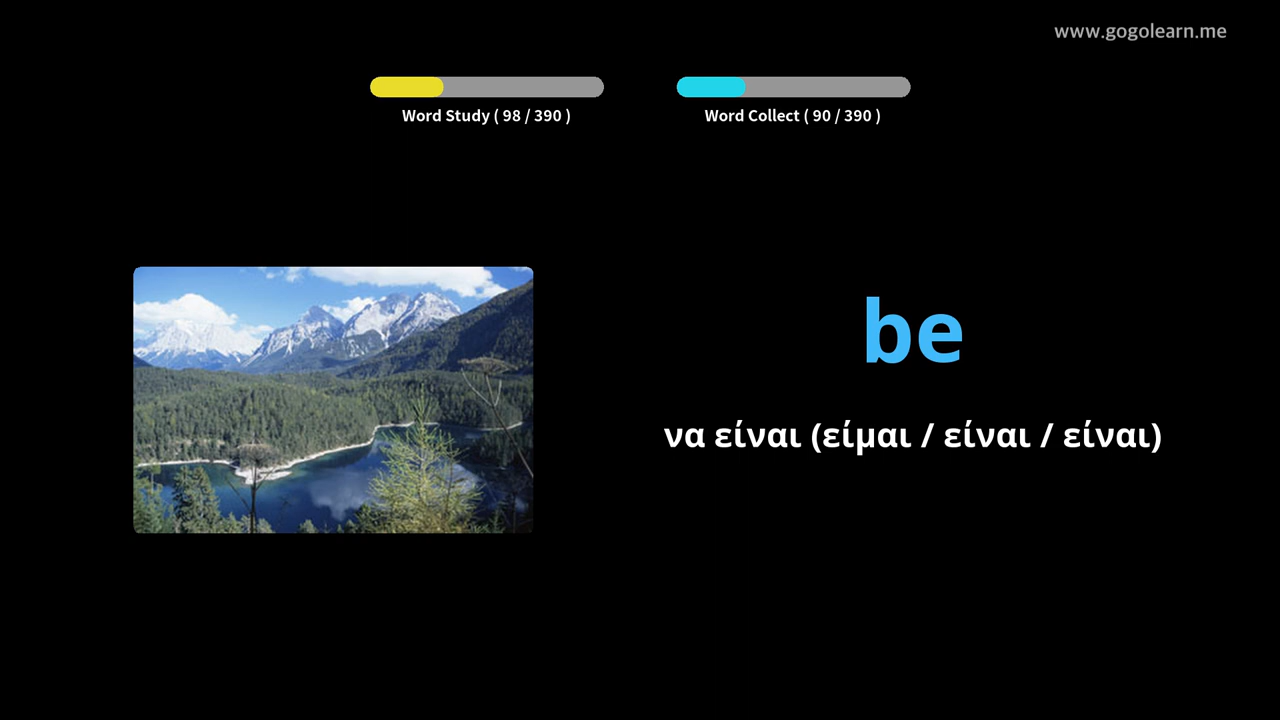 www.gogolearn.me
Word Study ( 98 / 390 )
Word Collect ( 90 / 390 )
be
να είναι (είμαι / είναι / είναι)